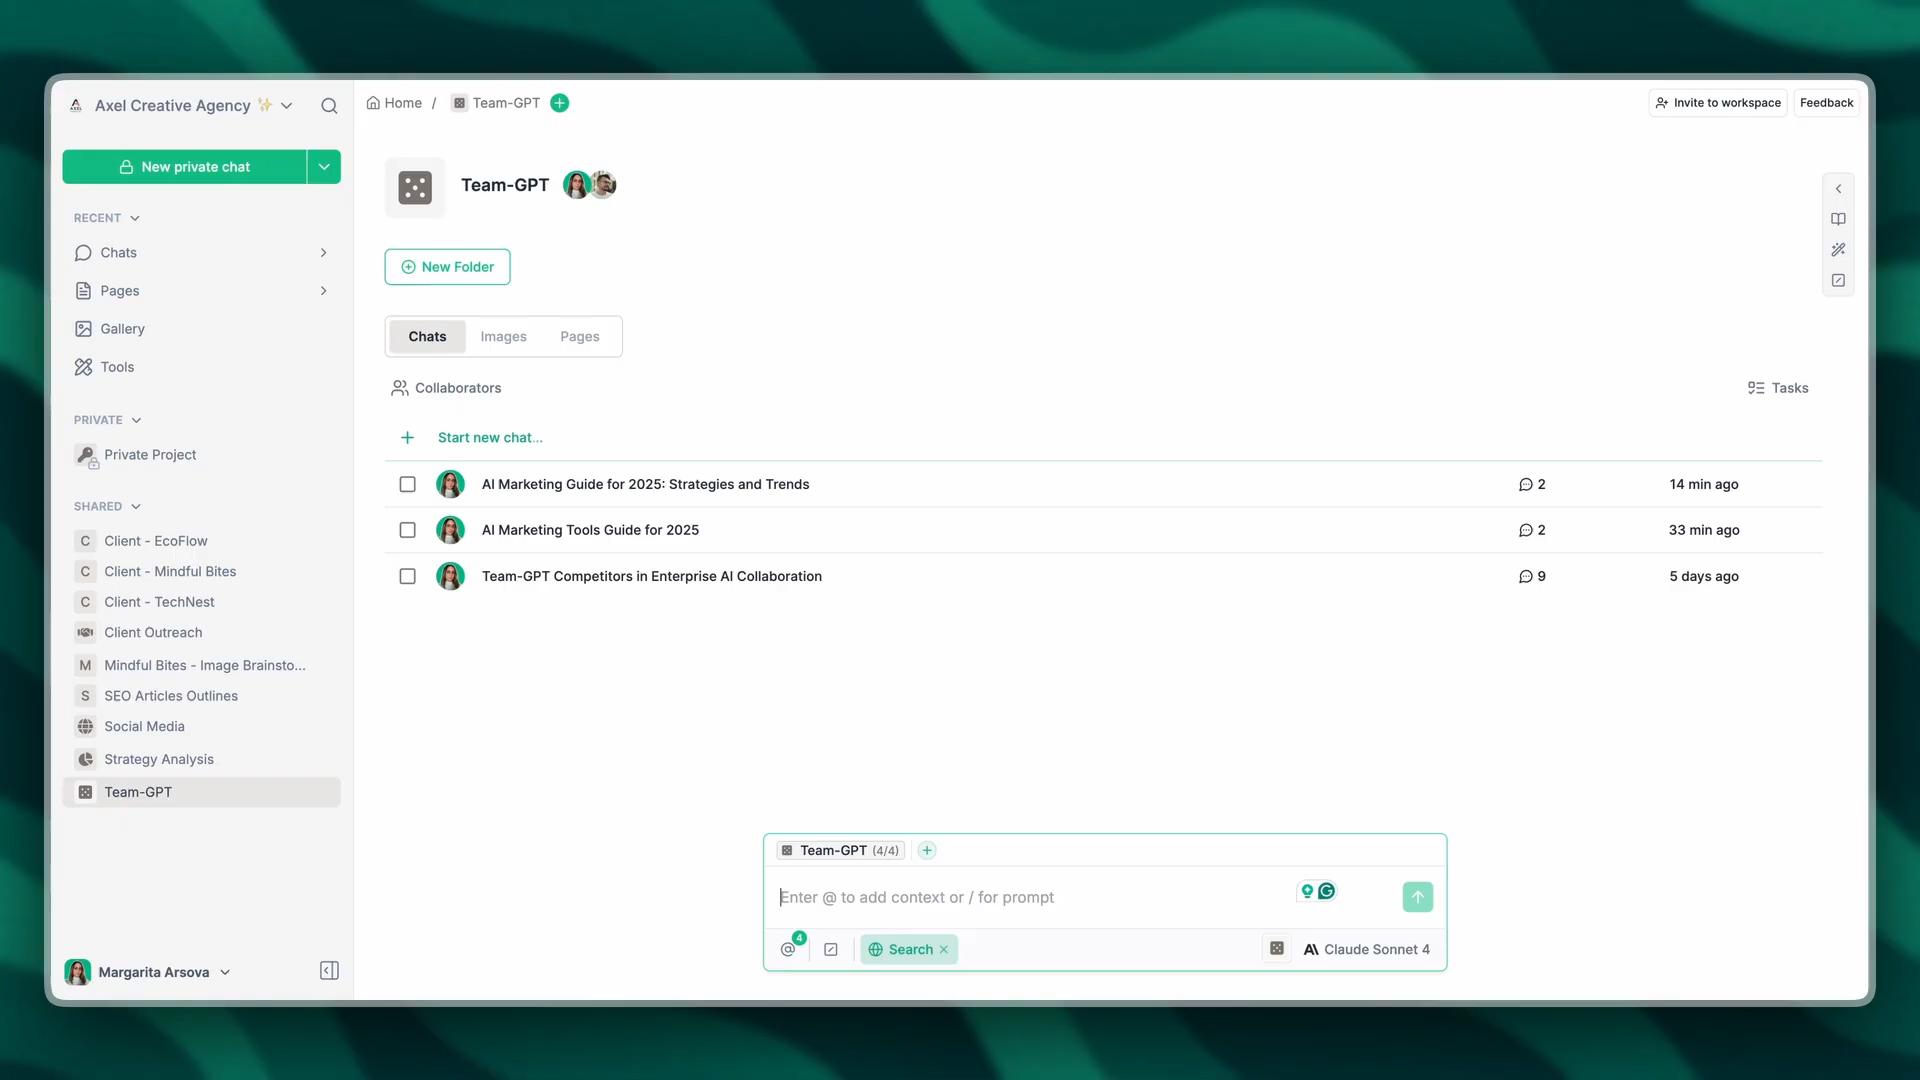 Axel Creative Agency ✨
New private chat
RECENT
Chats
Pages
Gallery
Tools
PRIVATE
Private Project
SHARED
C Client - EcoFlow
C Client - Mindful Bites
C Client - TechNest
Client Outreach
M Mindful Bites - Image Brainsto...
S SEO Articles Outlines
Social Media
Strategy Analysis
Team-GPT
Margarita Arsova
Home / Team-GPT
Invite to workspace
Feedback
Team-GPT
New Folder
Chats Images Pages
Collaborators
Tasks
Start new chat...
AI Marketing Guide for 2025: Strategies and Trends 2 14 min ago
AI Marketing Tools Guide for 2025 2 33 min ago
Team-GPT Competitors in Enterprise AI Collaboration 9 5 days ago
Team-GPT (4/4)
Enter @ to add context or / for prompt
@ 4
Search
Claude Sonnet 4